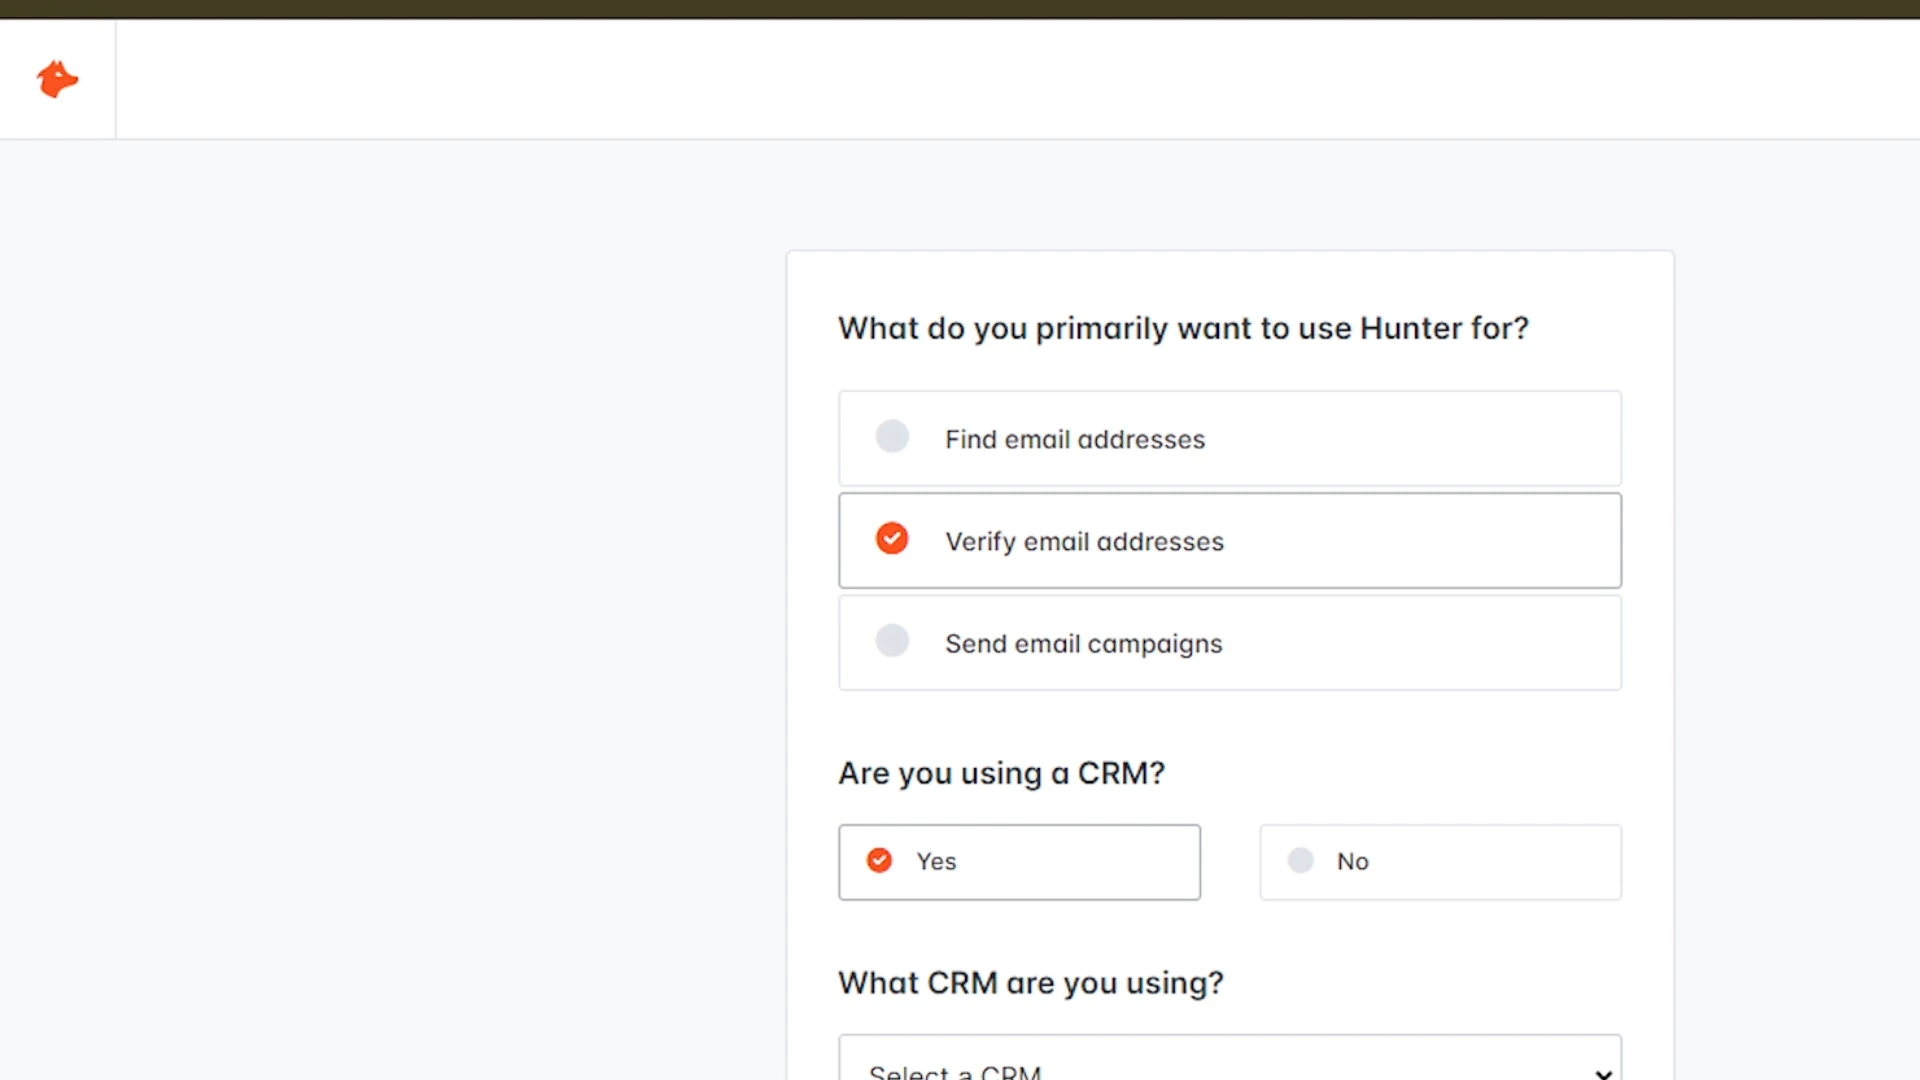 What do you primarily want to use Hunter for?
Find email addresses
Verify email addresses
Send email campaigns
Are you using a CRM?
Yes
No
What CRM are you using?
Select a CRM